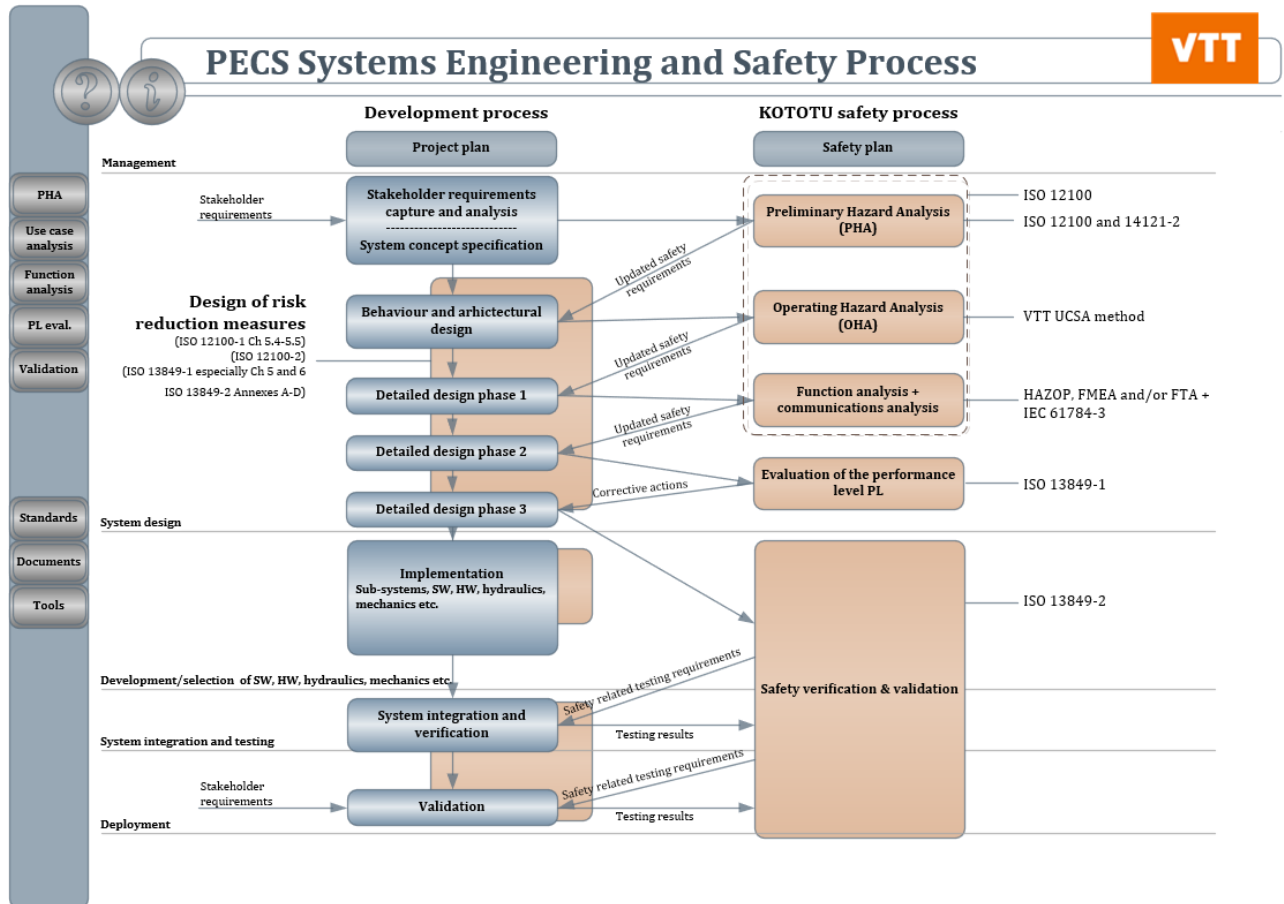 VTT
PECS Systems Engineering and Safety Process
?
i
Development process
KOTOTU safety process
Project plan
Safety plan
Management
PHA
Use case
analysis
Function
analysis
PL eval.
Validation
Standards
Documents
Tools
Stakeholder
requirements
Stakeholder requirements
capture and analysis
----------------------------
System concept specification
Preliminary Hazard Analysis
(PHA)
ISO 12100
ISO 12100 and 14121-2
Updated safety
requirements
Design of risk
reduction measures
(ISO 12100-1 Ch 5.4-5.5)
(ISO 12100-2)
(ISO 13849-1 especially Ch 5 and 6
ISO 13849-2 Annexes A-D)
Behaviour and arhictectural
design
Operating Hazard Analysis
(OHA)
VTT UCSA method
Updated safety
requirements
Detailed design phase 1
Function analysis +
communications analysis
HAZOP, FMEA and/or FTA +
IEC 61784-3
Updated safety
requirements
Detailed design phase 2
Evaluation of the performance
level PL
ISO 13849-1
Corrective actions
Detailed design phase 3
System design
Implementation
Sub-systems, SW, HW, hydraulics,
mechanics etc.
ISO 13849-2
Safety verification & validation
Development/selection of SW, HW, hydraulics, mechanics etc.
Safety related testing requirements
System integration and
verification
Testing results
System integration and testing
Safety related testing requirements
Stakeholder
requirements
Validation
Testing results
Deployment